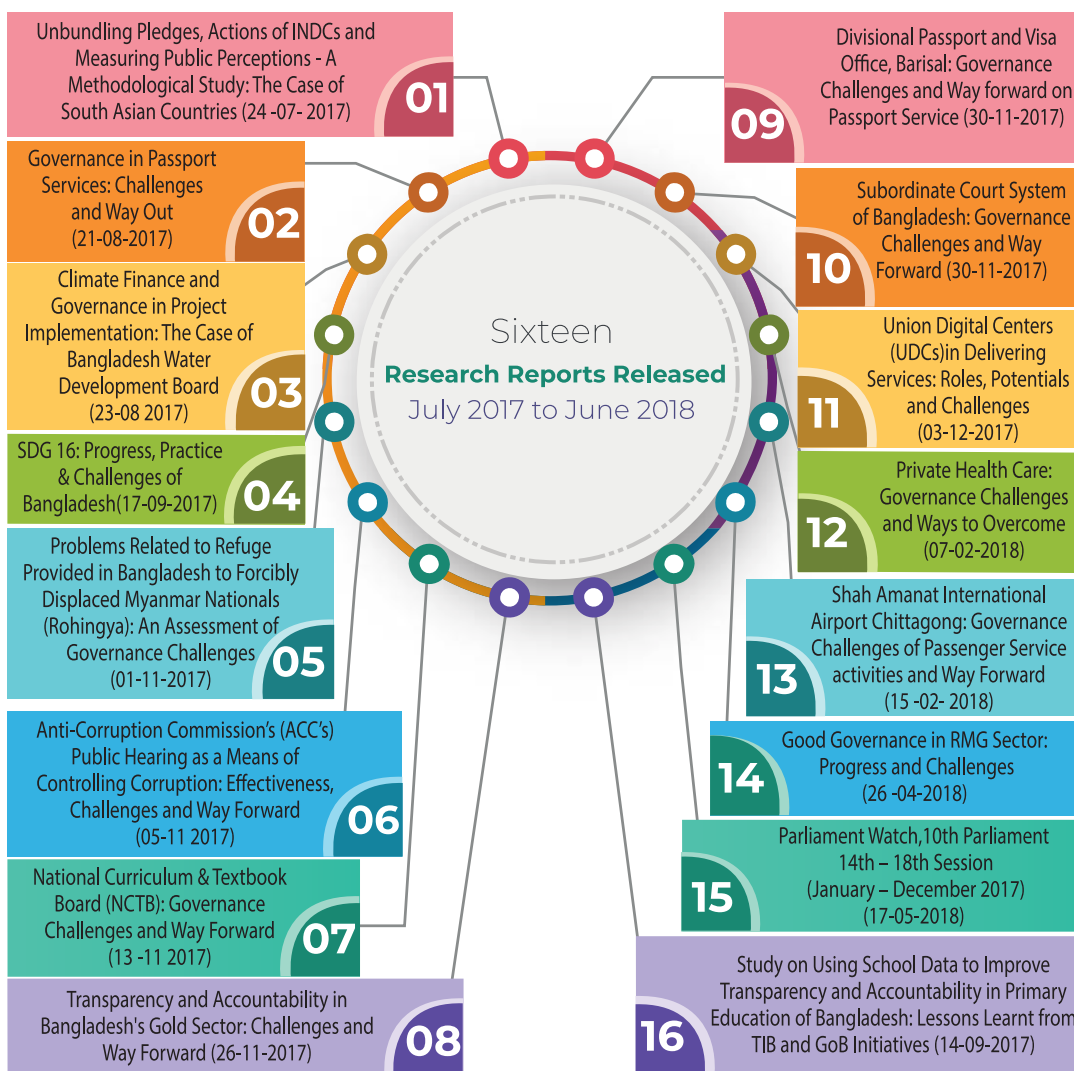 Unbundling Pledges, Actions of INDCs and
Measuring Public Perceptions - A
Methodological Study: The Case of
South Asian Countries (24 -07- 2017)
01
Governance in Passport
Services: Challenges
and Way Out
(21-08-2017)
02
Climate Finance and
Governance in Project
Implementation: The Case of
Bangladesh Water
Development Board
(23-08 2017)
03
SDG 16: Progress, Practice
& Challenges of
Bangladesh(17-09-2017)
04
Problems Related to Refuge
Provided in Bangladesh to Forcibly
Displaced Myanmar Nationals
(Rohingya): An Assessment of
Governance Challenges
(01-11-2017)
05
Anti-Corruption Commission's (ACC's)
Public Hearing as a Means of
Controlling Corruption: Effectiveness,
Challenges and Way Forward
(05-11 2017)
06
National Curriculum & Textbook
Board (NCTB): Governance
Challenges and Way Forward
(13 -11 2017)
07
Transparency and Accountability in
Bangladesh's Gold Sector: Challenges and
Way Forward (26-11-2017)
08
Sixteen
Research Reports Released
July 2017 to June 2018
Divisional Passport and Visa
Office, Barisal: Governance
Challenges and Way forward on
Passport Service (30-11-2017)
09
Subordinate Court System
of Bangladesh: Governance
Challenges and Way
Forward (30-11-2017)
10
Union Digital Centers
(UDCs)in Delivering
Services: Roles, Potentials
and Challenges
(03-12-2017)
11
Private Health Care:
Governance Challenges
and Ways to Overcome
(07-02-2018)
12
Shah Amanat International
Airport Chittagong: Governance
Challenges of Passenger Service
activities and Way Forward
(15 -02- 2018)
13
Good Governance in RMG Sector:
Progress and Challenges
(26 -04-2018)
14
Parliament Watch,10th Parliament
14th – 18th Session
(January – December 2017)
(17-05-2018)
15
Study on Using School Data to Improve
Transparency and Accountability in Primary
Education of Bangladesh: Lessons Learnt from
TIB and GoB Initiatives (14-09-2017)
16